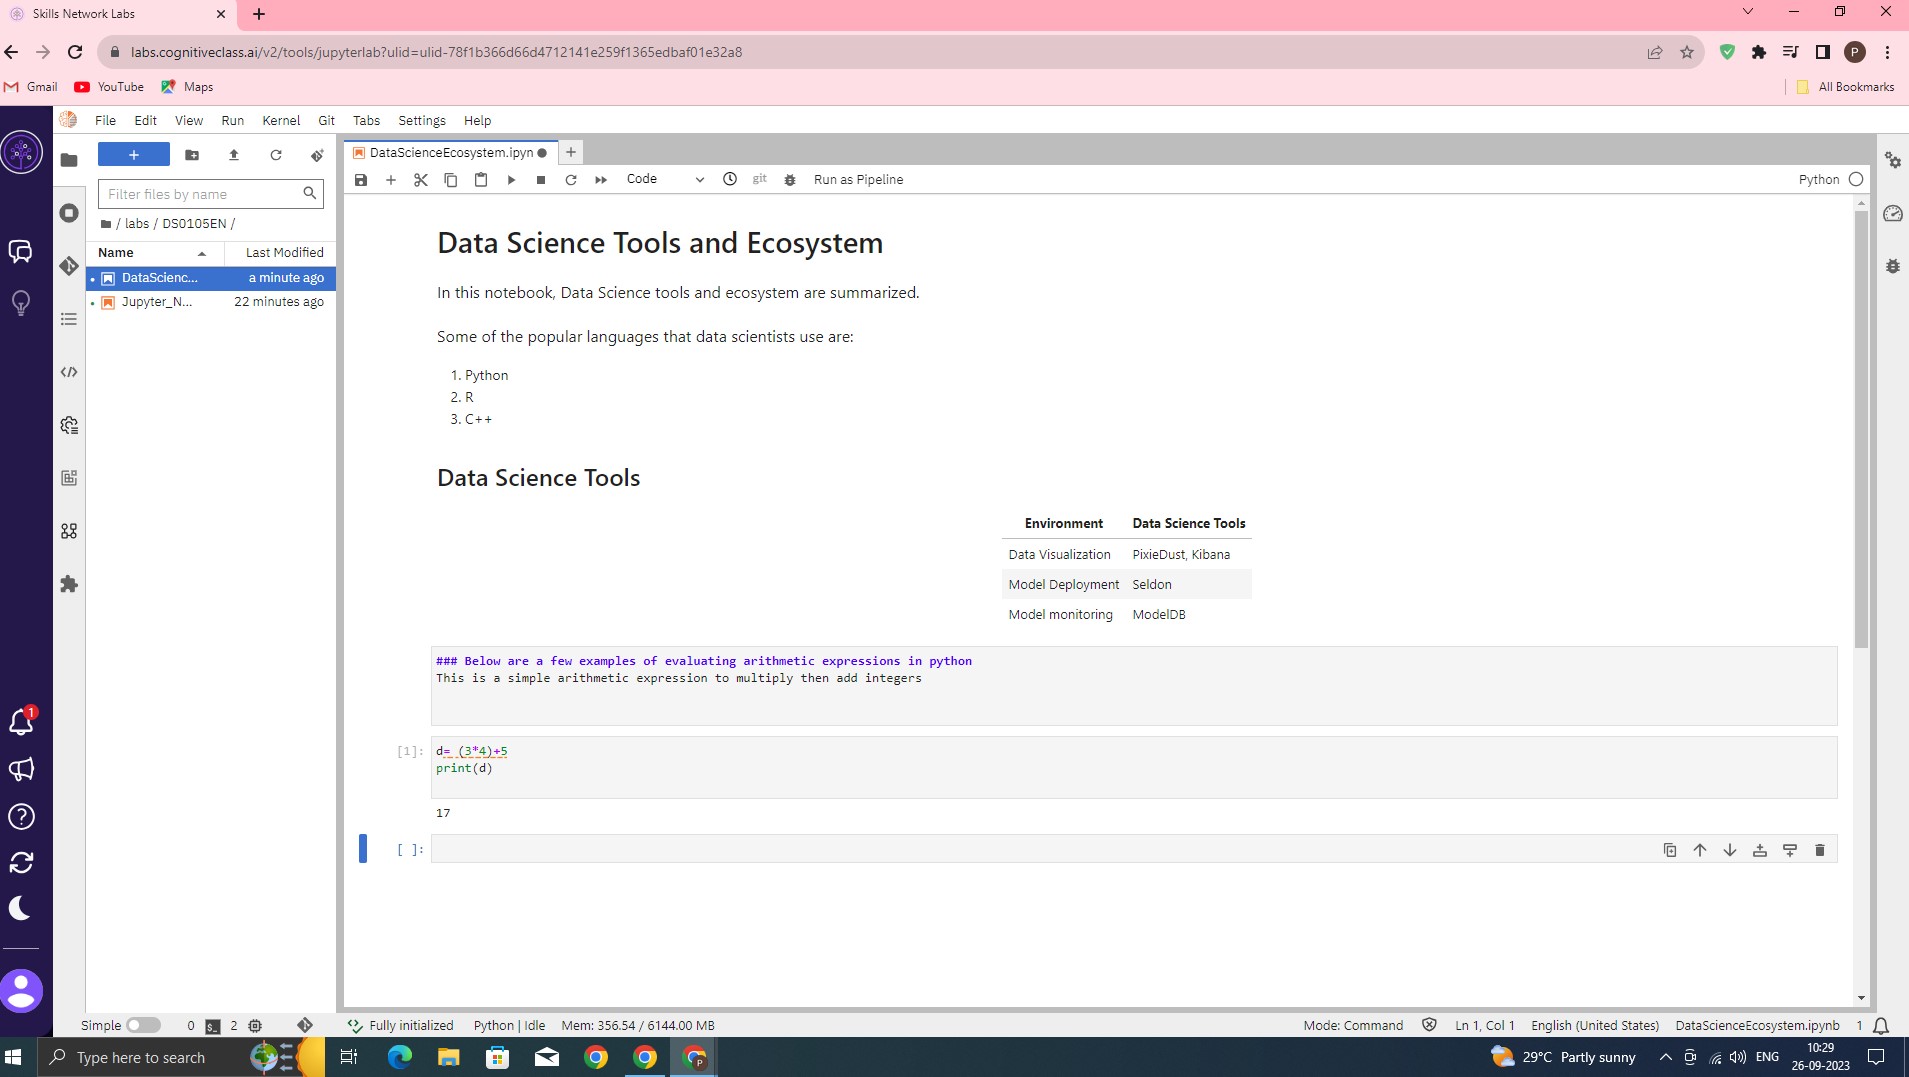 Skills Network Labs
labs.cognitiveclass.ai/v2/tools/jupyterlab?ulid=ulid-78f1b366d66d4712141e259f1365edbaf01e32a8
P
Gmail YouTube Maps All Bookmarks
File Edit View Run Kernel Git Tabs Settings Help
DataScienceEcosystem.ipyn
Code git Run as Pipeline Python
Filter files by name
/ labs / DS0105EN /
Name Last Modified
DataScienc... a minute ago
Jupyter_N... 22 minutes ago
Data Science Tools and Ecosystem
In this notebook, Data Science tools and ecosystem are summarized.
Some of the popular languages that data scientists use are:
1. Python
2. R
3. C++
Data Science Tools
Environment Data Science Tools
Data Visualization PixieDust, Kibana
Model Deployment Seldon
Model monitoring ModelDB
### Below are a few examples of evaluating arithmetic expressions in python
This is a simple arithmetic expression to multiply then add integers
[1]: d= (3*4)+5
print(d)
17
[ ]:
1
Simple 0 $_ 2 Fully initialized Python | Idle Mem: 356.54 / 6144.00 MB Mode: Command Ln 1, Col 1 English (United States) DataScienceEcosystem.ipynb 1
Type here to search P 29°C Partly sunny ENG 10:29
26-09-2023